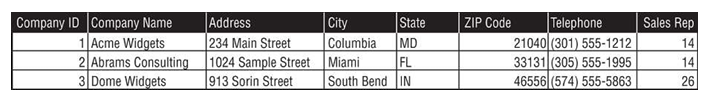 Company ID Company Name Address City State ZIP Code Telephone Sales Rep
1 Acme Widgets 234 Main Street Columbia MD 21040 (301) 555-1212 14
2 Abrams Consulting 1024 Sample Street Miami FL 33131 (305) 555-1995 14
3 Dome Widgets 913 Sorin Street South Bend IN 46556 (574) 555-5863 26